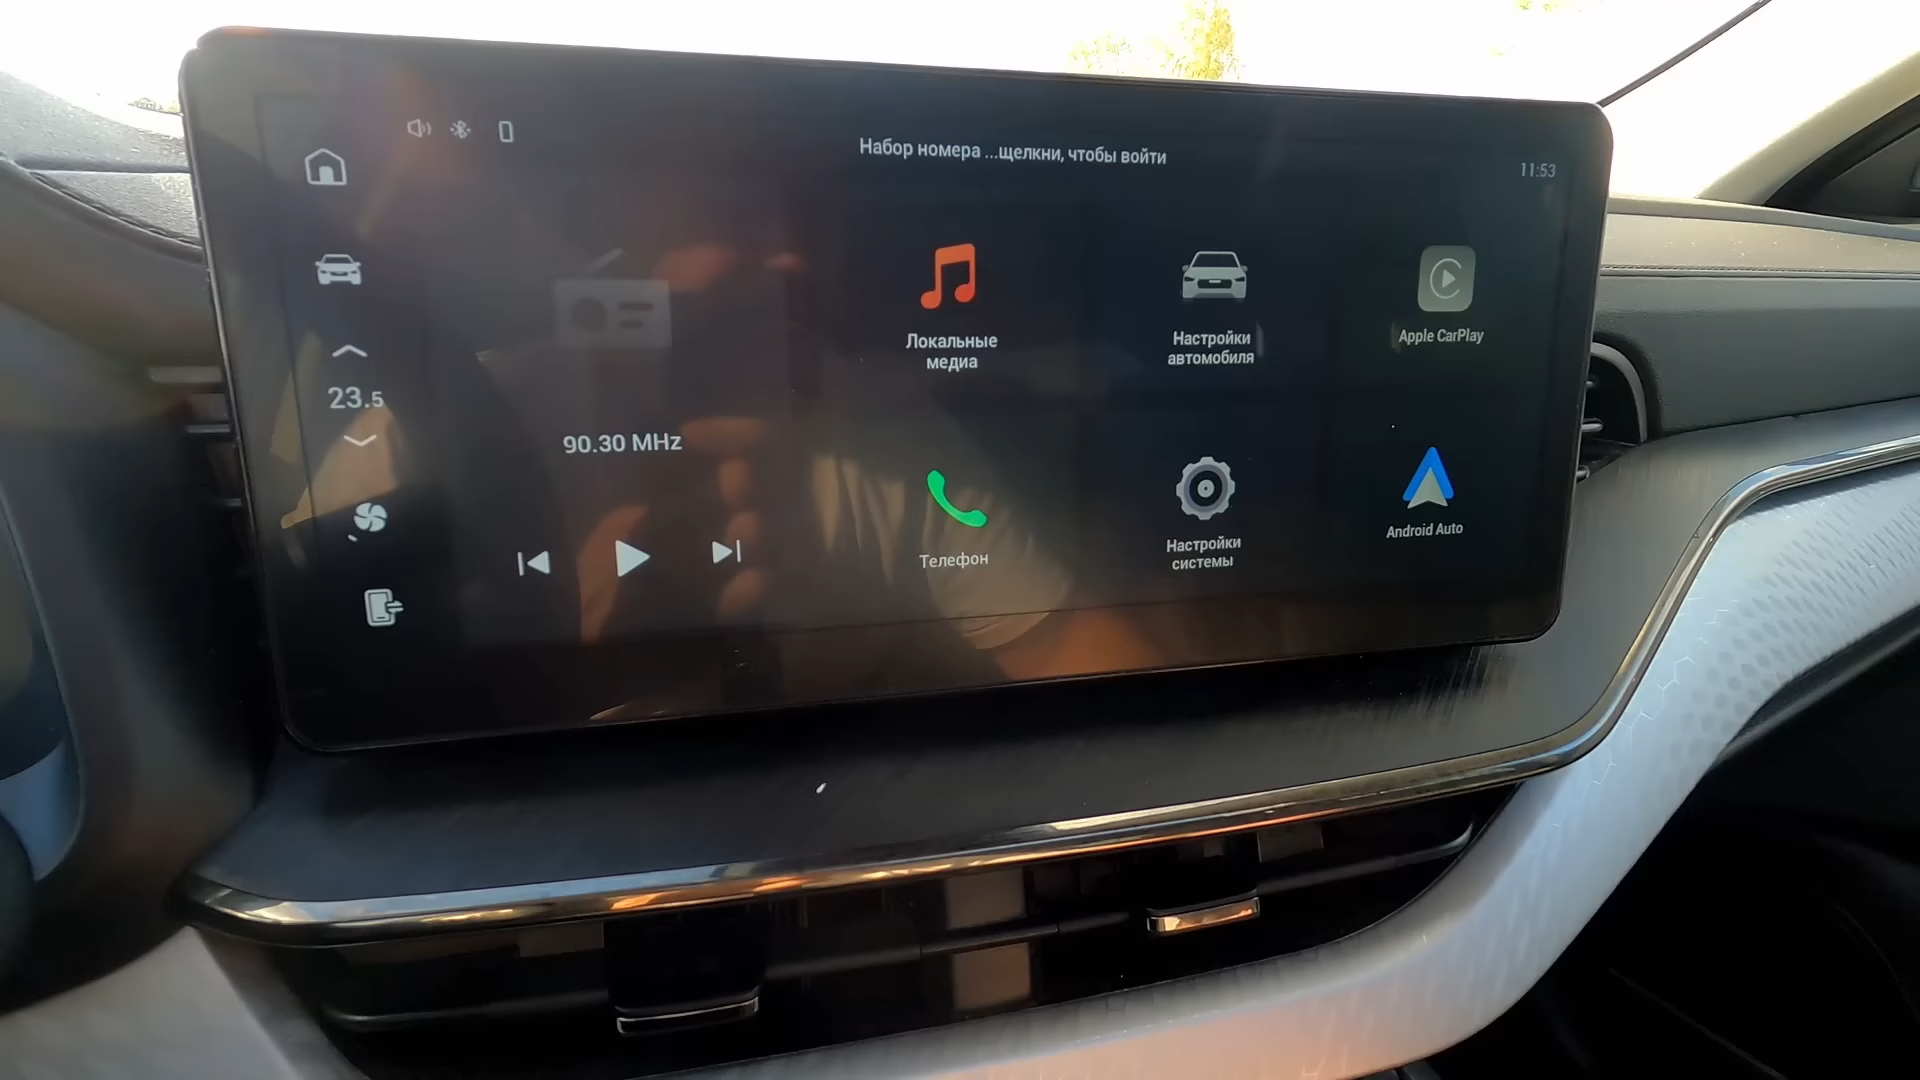 Набор номера ...щелкни, чтобы войти
11:53
23.5
90.30 MHz
Локальные
медиа
Настройки
автомобиля
Apple CarPlay
Телефон
Настройки
системы
Android Auto